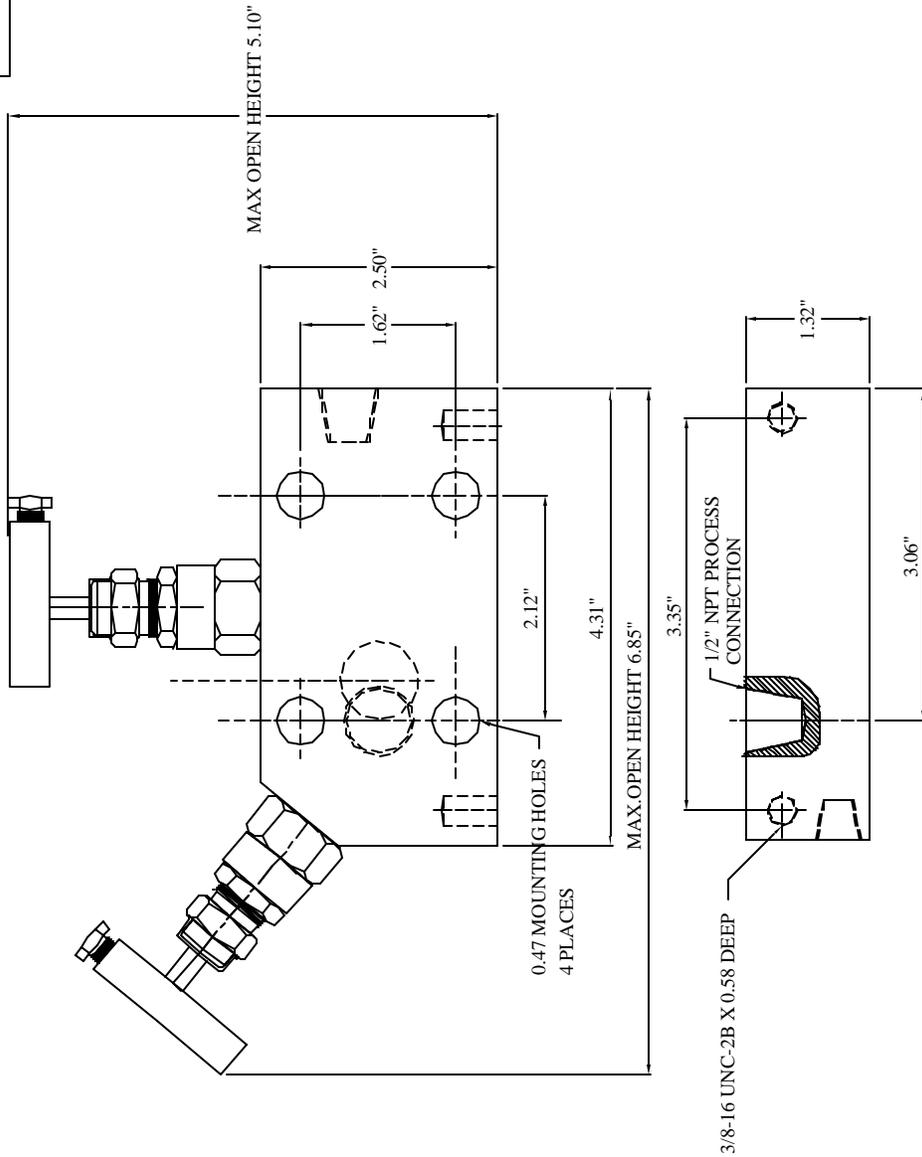 MAX OPEN HEIGHT 5.10"
2.50"
1.62"
2.12"
4.31"
MAX.OPEN HEIGHT 6.85"
0.47 MOUNTING HOLES
4 PLACES
1.32"
3.35"
1/2" NPT PROCESS
CONNECTION
3.06"
3/8-16 UNC-2B X 0.58 DEEP